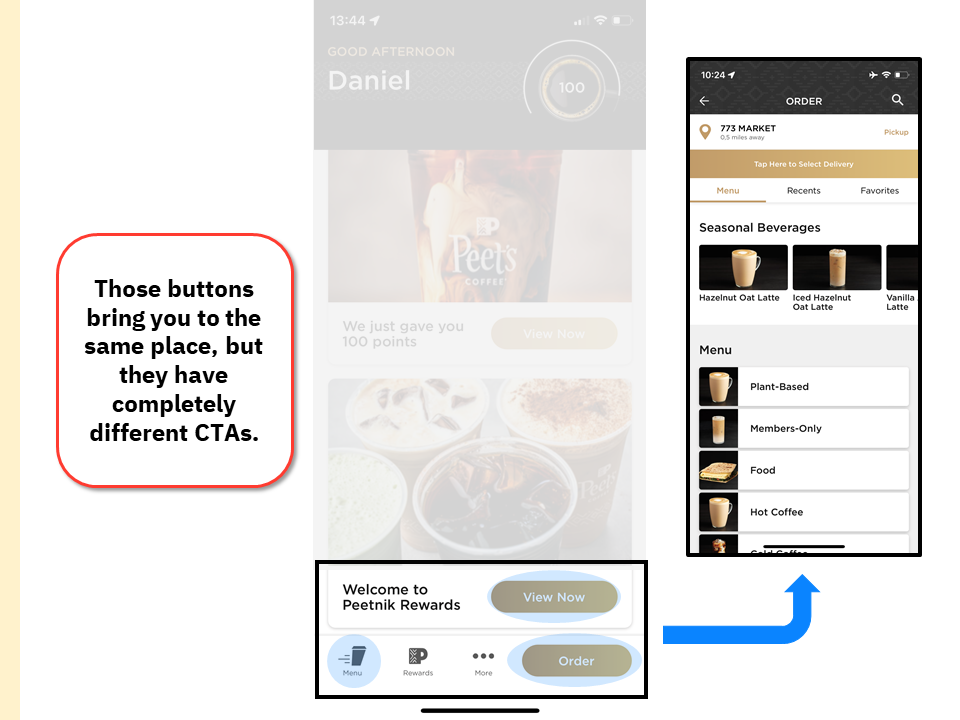 Those buttons
bring you to the
same place, but
they have
completely
different CTAs.
13:44
GOOD AFTERNOON
Daniel
100
Peet's
COFFEE
We just gave you
100 points
View Now
Peet's
Welcome to
Peetnik Rewards
View Now
Menu
Rewards
More
Order
10:24
ORDER
773 MARKET
0.5 miles away
Pickup
Tap Here to Select Delivery
Menu
Recents
Favorites
Seasonal Beverages
Hazelnut Oat Latte
Iced Hazelnut
Oat Latte
Vanilla
Latte
Menu
Plant-Based
Members-Only
Food
Hot Coffee
Cold Coffee